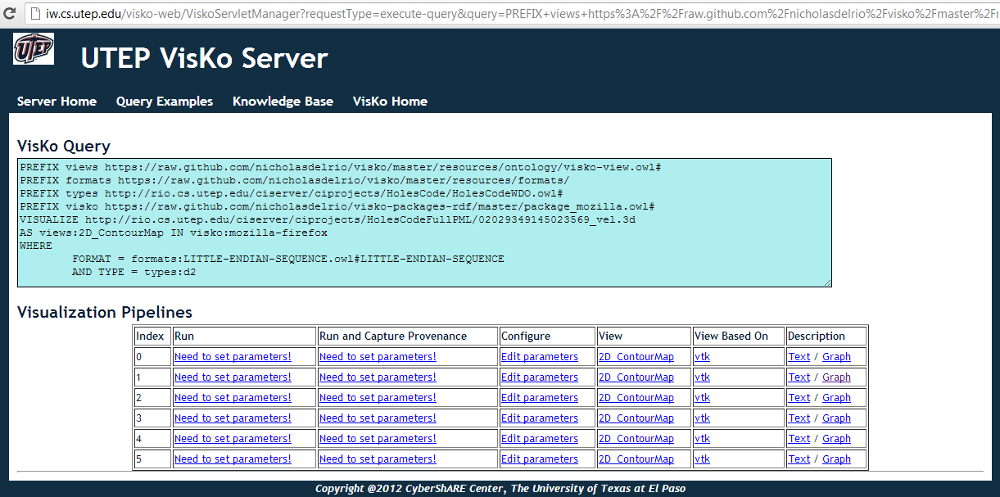 iw.cs.utep.edu/visko-web/ViskoServletManager?requestType=execute-query&query=PREFIX+views+https%3A%2F%2Fraw.github.com%2Fnicholasdelrio%2Fvisko%2Fmaster%2Fr
UTEP
UTEP VisKo Server
Server Home Query Examples Knowledge Base VisKo Home
VisKo Query
PREFIX views https://raw.github.com/nicholasdelrio/visko/master/resources/ontology/visko-view.owl#
PREFIX formats https://raw.github.com/nicholasdelrio/visko/master/resources/formats/
PREFIX types http://rio.cs.utep.edu/ciserver/ciprojects/HolesCode/HolesCodeWDO.owl#
PREFIX visko https://raw.github.com/nicholasdelrio/visko-packages-rdf/master/package_mozilla.owl#
VISUALIZE http://rio.cs.utep.edu/ciserver/ciprojects/HolesCodeFullPML/02029349145023569_vel.3d
AS views:2D_ContourMap IN visko:mozilla-firefox
WHERE
FORMAT = formats:LITTLE-ENDIAN-SEQUENCE.owl#LITTLE-ENDIAN-SEQUENCE
AND TYPE = types:d2
Visualization Pipelines
Index Run Run and Capture Provenance Configure View View Based On Description
0 Need to set parameters! Need to set parameters! Edit parameters 2D_ContourMap vtk Text / Graph
1 Need to set parameters! Need to set parameters! Edit parameters 2D_ContourMap vtk Text / Graph
2 Need to set parameters! Need to set parameters! Edit parameters 2D_ContourMap vtk Text / Graph
3 Need to set parameters! Need to set parameters! Edit parameters 2D_ContourMap vtk Text / Graph
4 Need to set parameters! Need to set parameters! Edit parameters 2D_ContourMap vtk Text / Graph
5 Need to set parameters! Need to set parameters! Edit parameters 2D_ContourMap vtk Text / Graph
Copyright @2012 CyberShARE Center, The University of Texas at El Paso